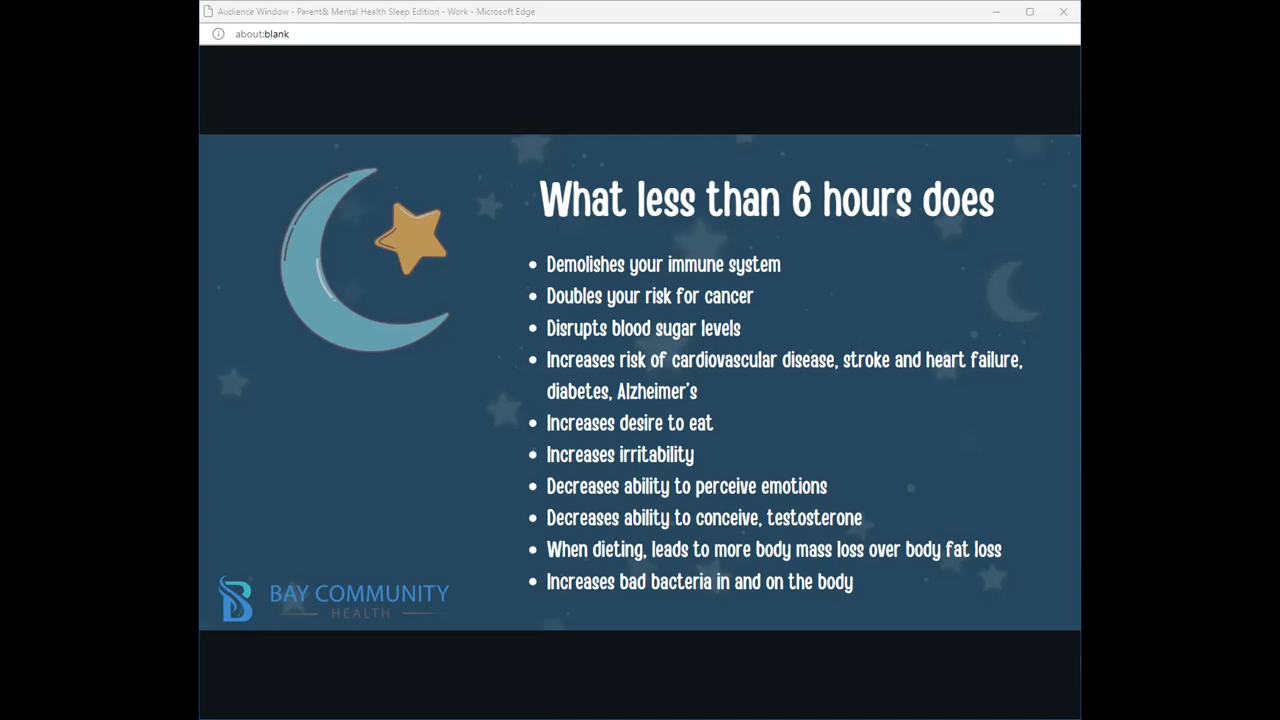 Audience Window - Parent& Mental Health Sleep Edition - Work - Microsoft Edge
about:blank
What less than 6 hours does
• Demolishes your immune system
• Doubles your risk for cancer
• Disrupts blood sugar levels
• Increases risk of cardiovascular disease, stroke and heart failure,
diabetes, Alzheimer's
• Increases desire to eat
• Increases irritability
• Decreases ability to perceive emotions
• Decreases ability to conceive, testosterone
• When dieting, leads to more body mass loss over body fat loss
• Increases bad bacteria in and on the body
BAY COMMUNITY
HEALTH